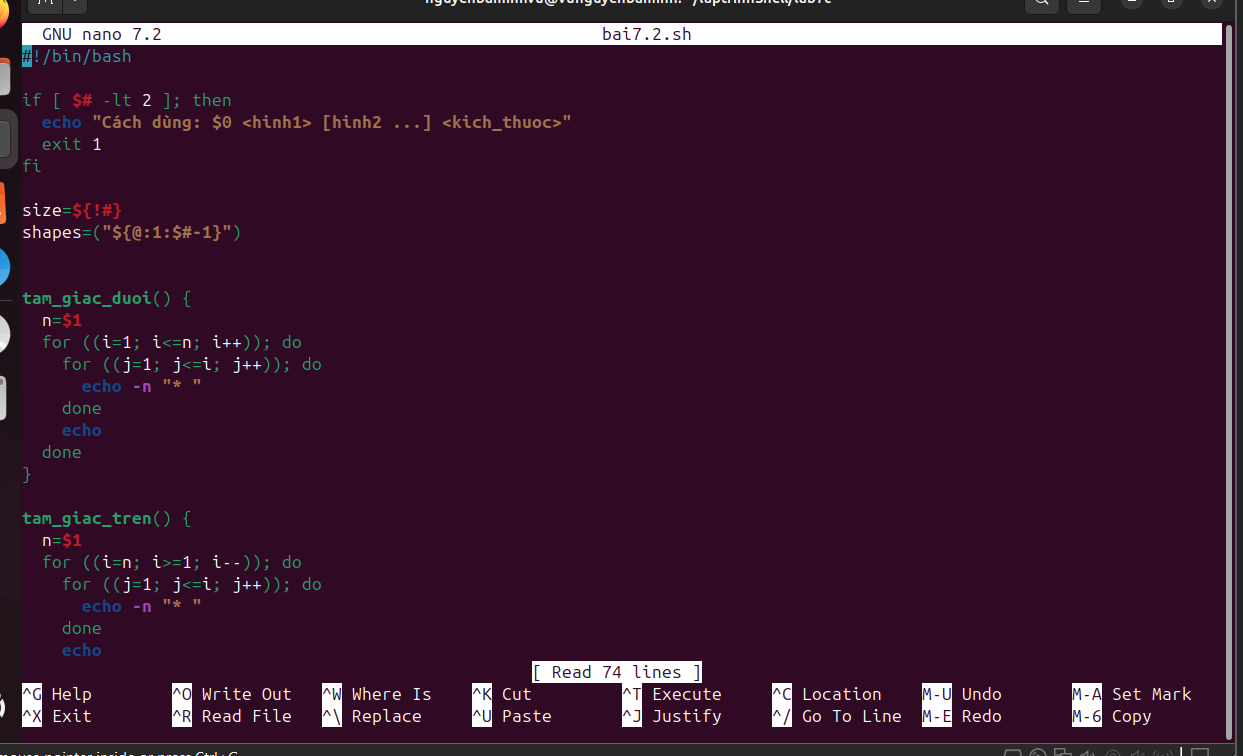 GNU nano 7.2 bai7.2.sh
#!/bin/bash
if [ $# -lt 2 ]; then
  echo "Cách dùng: $0 <hinh1> [hinh2 ...] <kich_thuoc>"
  exit 1
fi
size=${!#}
shapes=("${@:1:$#-1}")
tam_giac_duoi() {
  n=$1
  for ((i=1; i<=n; i++)); do
    for ((j=1; j<=i; j++)); do
      echo -n "* "
    done
    echo
  done
}
tam_giac_tren() {
  n=$1
  for ((i=n; i>=1; i--)); do
    for ((j=1; j<=i; j++)); do
      echo -n "* "
    done
    echo
[ Read 74 lines ]
^G Help ^O Write Out ^W Where Is ^K Cut ^T Execute ^C Location M-U Undo M-A Set Mark
^X Exit ^R Read File ^\ Replace ^U Paste ^J Justify ^/ Go To Line M-E Redo M-6 Copy